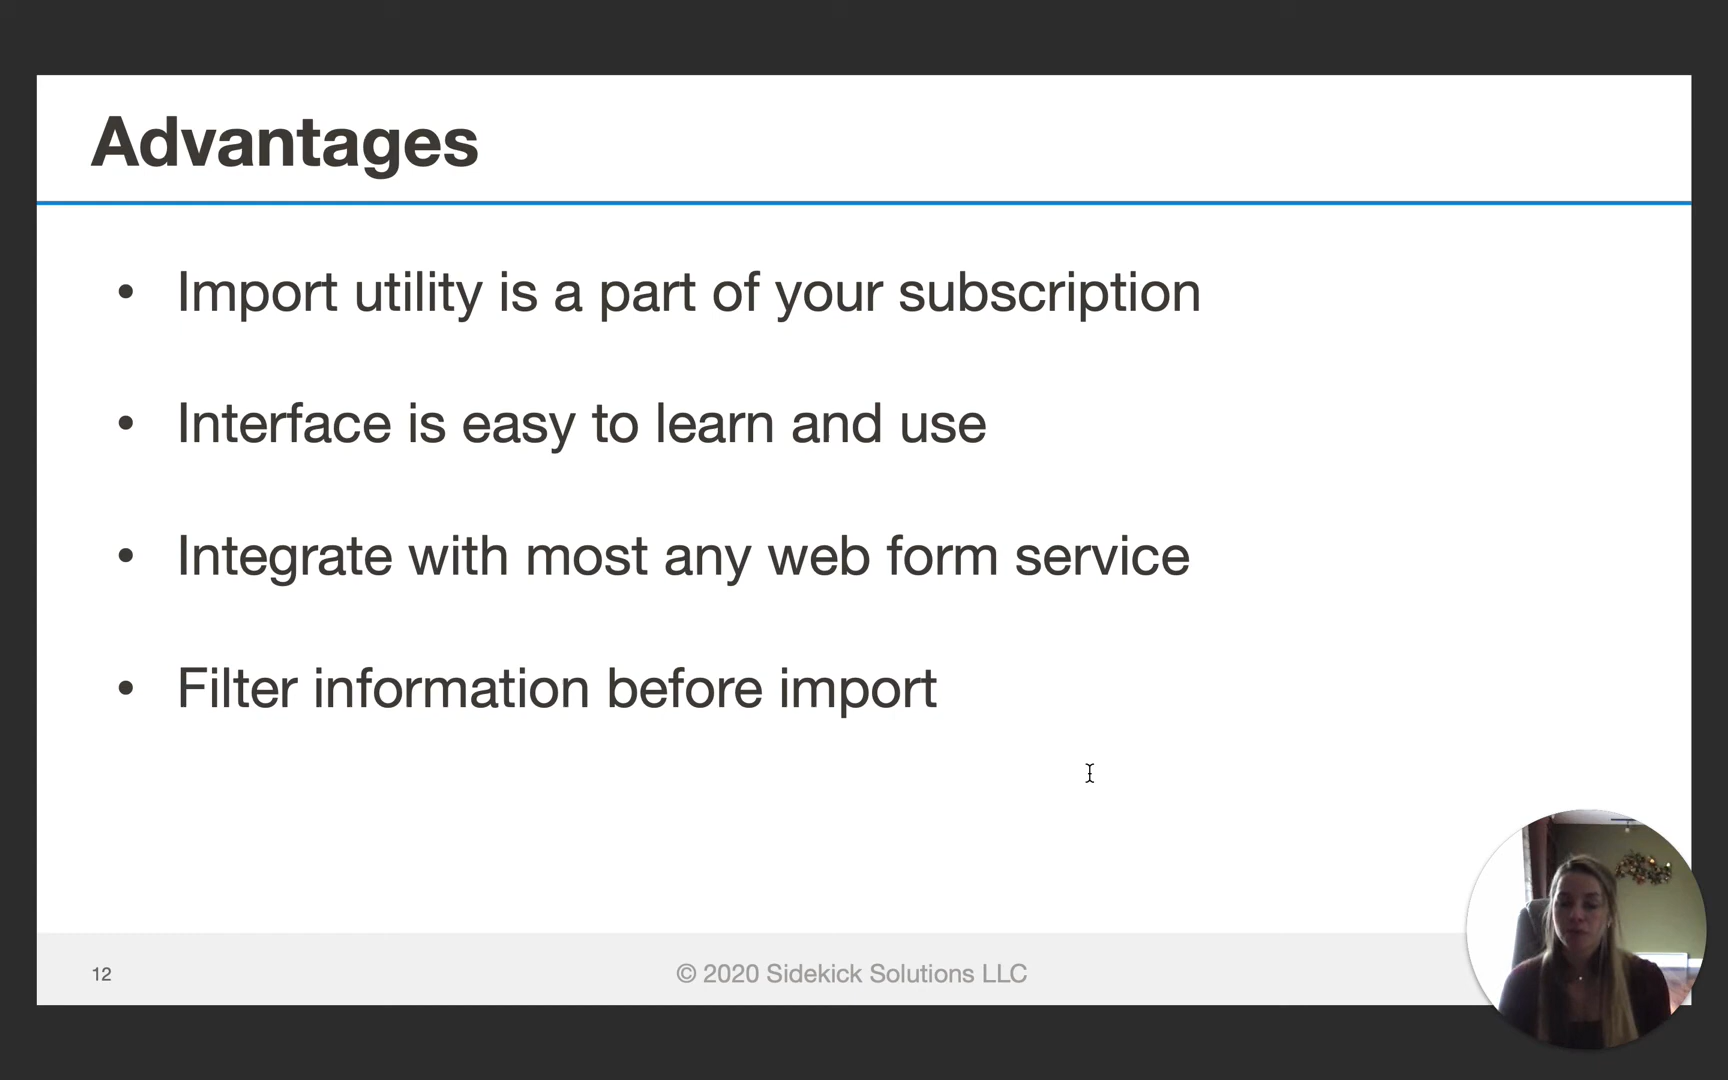 Advantages
• Import utility is a part of your subscription
• Interface is easy to learn and use
• Integrate with most any web form service
• Filter information before import
12
© 2020 Sidekick Solutions LLC